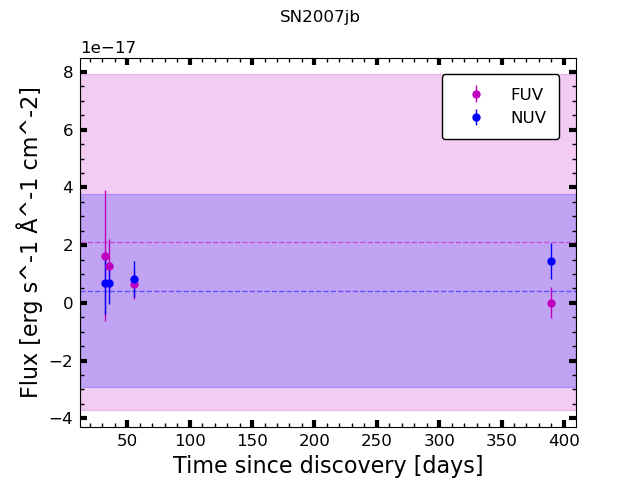 SN2007jb
1e−17
8
6
4
2
0
−2
−4
Flux [erg s^-1 Å^-1 cm^-2]
FUV
NUV
50 100 150 200 250 300 350 400
Time since discovery [days]